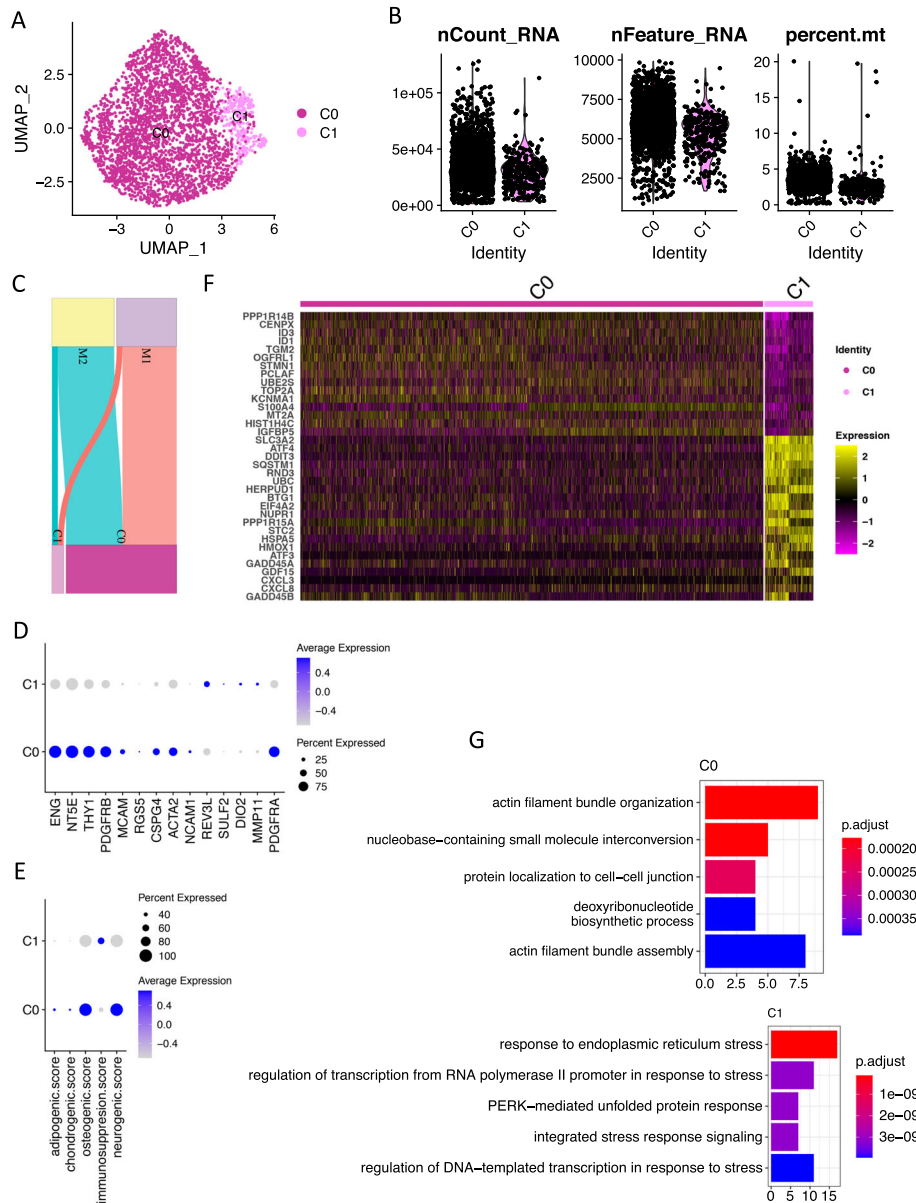 A
UMAP_2
2.5
0.0
−2.5
−3
0
3
6
UMAP_1
C0
C1
C0
C1
B
nCount_RNA
1e+05
5e+04
0e+00
C0
C1
Identity
nFeature_RNA
10000
7500
5000
2500
C0
C1
Identity
percent.mt
20
15
10
5
0
C0
C1
Identity
C
M2
M1
C1
C0
F
C0
C1
PPP1R14B
CENPX
ID3
ID1
TGM2
OGFRL1
STMN1
PCLAF
UBE2S
TOP2A
KCNMA1
S100A4
MT2A
HIST1H4C
IGFBP5
SLC3A2
ATF4
DDIT3
SQSTM1
RND3
UBC
HERPUD1
BTG1
EIF4A2
NUPR1
PPP1R15A
STC2
HSPA5
HMOX1
ATF3
GADD45A
GDF15
CXCL3
CXCL8
GADD45B
Identity
C0
C1
Expression
2
1
0
−1
−2
D
C1
C0
ENG
NT5E
THY1
PDGFRB
MCAM
RGS5
CSPG4
ACTA2
NCAM1
REV3L
SULF2
DIO2
MMP11
PDGFRA
Average Expression
0.4
0.0
−0.4
Percent Expressed
25
50
75
E
C1
C0
adipogenic.score
chondrogenic.score
osteogenic.score
immunosuppresion.score
neurogenic.score
Percent Expressed
40
60
80
100
Average Expression
0.4
0.0
−0.4
G
C0
actin filament bundle organization
nucleobase−containing small molecule interconversion
protein localization to cell−cell junction
deoxyribonucleotide
biosynthetic process
actin filament bundle assembly
0.0
2.5
5.0
7.5
p.adjust
0.00020
0.00025
0.00030
0.00035
C1
response to endoplasmic reticulum stress
regulation of transcription from RNA polymerase II promoter in response to stress
PERK−mediated unfolded protein response
integrated stress response signaling
regulation of DNA−templated transcription in response to stress
0
5
10
15
p.adjust
1e−09
2e−09
3e−09